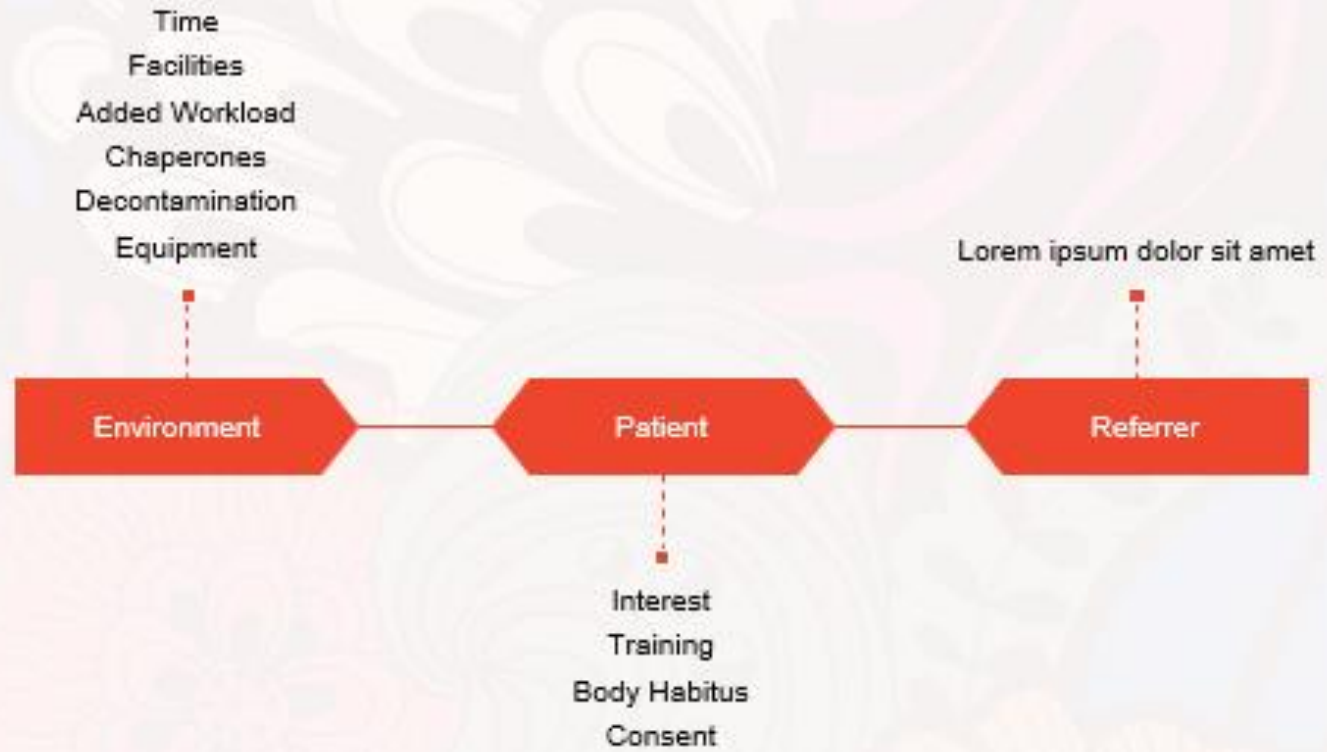 Time
Facilities
Added Workload
Chaperones
Decontamination
Equipment
Lorem ipsum dolor sit amet
Environment
Patient
Referrer
Interest
Training
Body Habitus
Consent